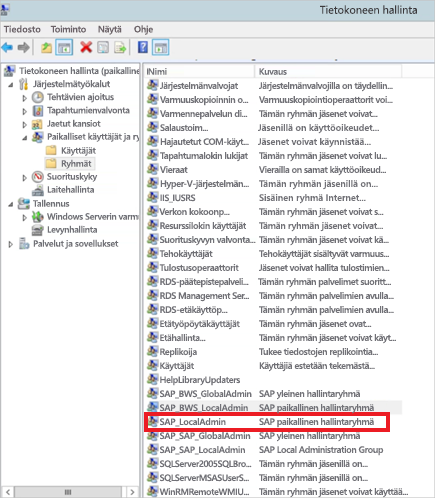 Tietokoneen hallinta
Tiedosto Toiminto Näytä Ohje
Tietokoneen hallinta (paikalline
Järjestelmätyökalut
Tehtävien ajoitus
Tapahtumienvalvonta
Jaetut kansiot
Paikalliset käyttäjät ja ry
Käyttäjät
Ryhmät
Suorituskyky
Laitehallinta
Tallennus
Windows Serverin varm
Levynhallinta
Palvelut ja sovellukset
Nimi Kuvaus
Järjestelmänvalvojat Järjestelmänvalvojilla on täydellin...
Varmuuskopioinnin o... Varmuuskopiointioperaattorit voi...
Varmennepalvelun di... Tämän ryhmän jäsenet voivat...
Salaustoim... Jäsenillä on käyttöoikeudet...
Hajautetut COM-käyt... Jäsenet voivat käynnistää...
Tapahtumalokin lukijat Tämän ryhmän jäsenet voivat lu...
Vieraat Vierailla on samat käyttöoikeud...
Hyper-V-järjestelmän... Tämän ryhmän jäsenillä on...
IIS_IUSRS Sisäinen ryhmä Internet...
Verkon kokoonp... Tämän ryhmän jäsenet voivat s...
Resurssilokin käyttäjät Tämän ryhmän jäsenet voivat...
Suorituskyvyn valvonta... Tämän ryhmän jäsenet voivat kä...
Tehokäyttäjät Tehokäyttäjät sisältyvät varmuus...
Tulostusoperaattorit Jäsenet voivat hallita tulostimien...
RDS-päätepistepalveli... Tämän ryhmän palvelimet suoritt...
RDS Management Ser... Tämän ryhmän palvelimien avulla...
RDS-etäkäyttöp... Tämän ryhmän palvelimien avulla...
Etätyöpöytäkäyttäjät Tämän ryhmän jäsenet ovat...
Etähallinta... Tämän ryhmän jäsenet voivat...
Replikoija Tukee tiedostojen replikointia...
Käyttäjät Käyttäjiä estetään tekemästä...
HelpLibraryUpdaters
SAP_BWS_GlobalAdmin SAP yleinen hallintaryhmä
SAP_BWS_LocalAdmin SAP paikallinen hallintaryhmä
SAP_LocalAdmin SAP paikallinen hallintaryhmä
SAP_SAP_GlobalAdmin SAP yleinen hallintaryhmä
SAP_SAP_LocalAdmin SAP Local Administration Group
SQLServer2005SQLBro... Tämän ryhmän jäsenillä on...
SQLServerMSASUserS... Tämän ryhmän jäsenillä on...
WinRMRemoteWMIU... Tämän ryhmän jäsenet voivat käyttää...